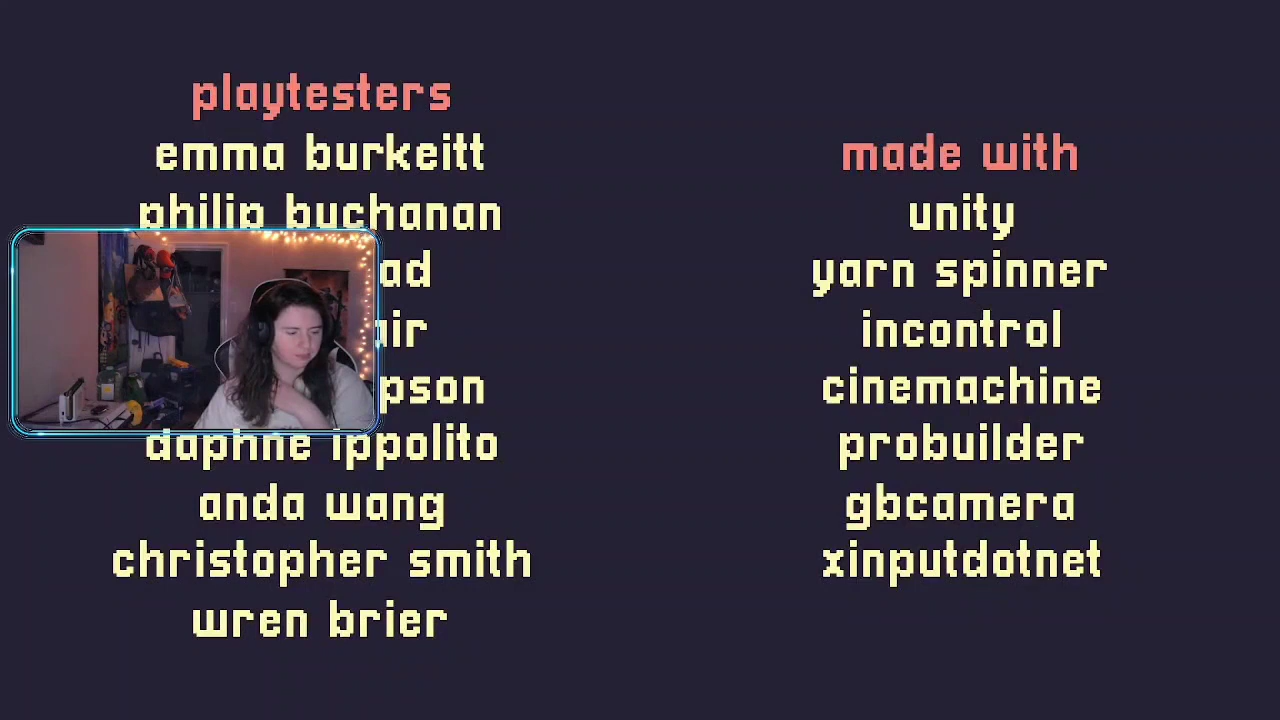 playtesters
emma burkeitt
philip buchanan
daphne ippolito
anda wang
christopher smith
wren brier
made with
unity
yarn spinner
incontrol
cinemachine
probuilder
gbcamera
xinputdotnet